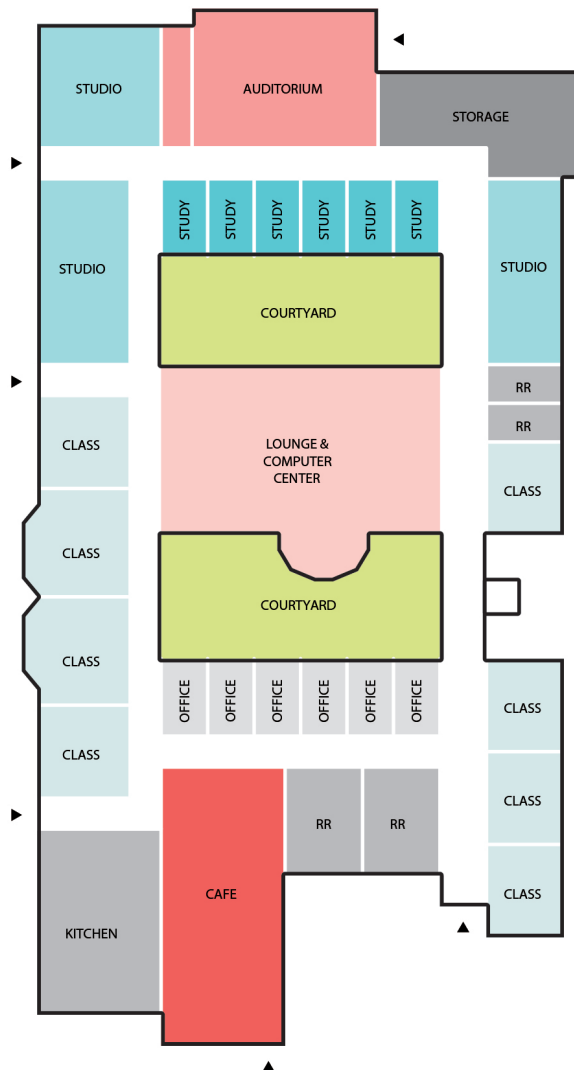 AUDITORIUM
STUDIO
STORAGE
STUDY
STUDY
STUDY
STUDY
STUDY
STUDY
STUDIO
STUDIO
COURTYARD
RR
RR
CLASS
LOUNGE &
COMPUTER
CENTER
CLASS
CLASS
COURTYARD
CLASS
OFFICE
OFFICE
OFFICE
OFFICE
OFFICE
OFFICE
CLASS
CLASS
CLASS
RR
RR
CAFE
CLASS
KITCHEN